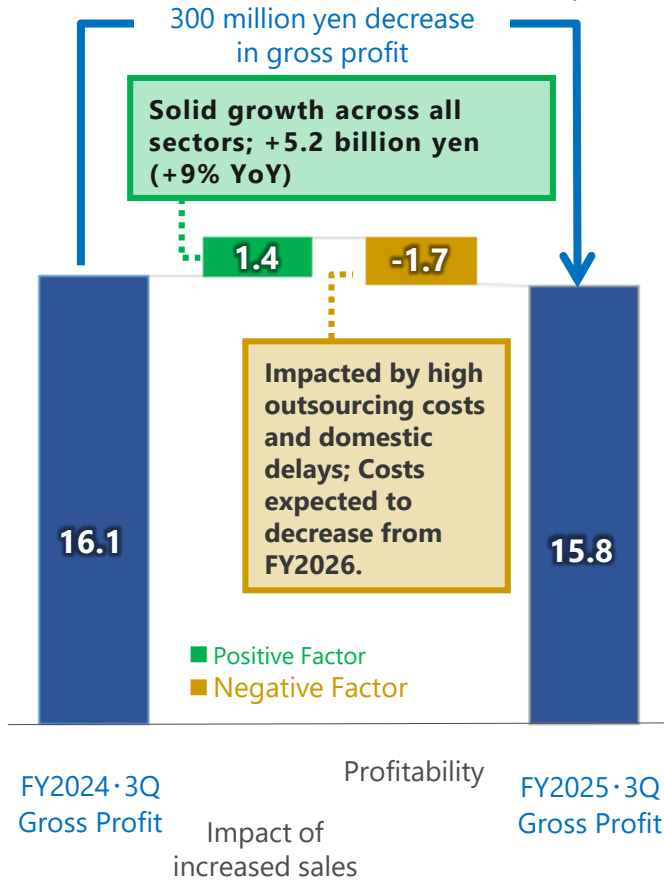 300 million yen decrease
in gross profit
Solid growth across all
sectors; +5.2 billion yen
(+9% YoY)
1.4
-1.7
Impacted by high
outsourcing costs
and domestic
delays; Costs
expected to
decrease from
FY2026.
16.1
15.8
Positive Factor
Negative Factor
FY2024・3Q
Gross Profit
Impact of
increased sales
Profitability
FY2025・3Q
Gross Profit